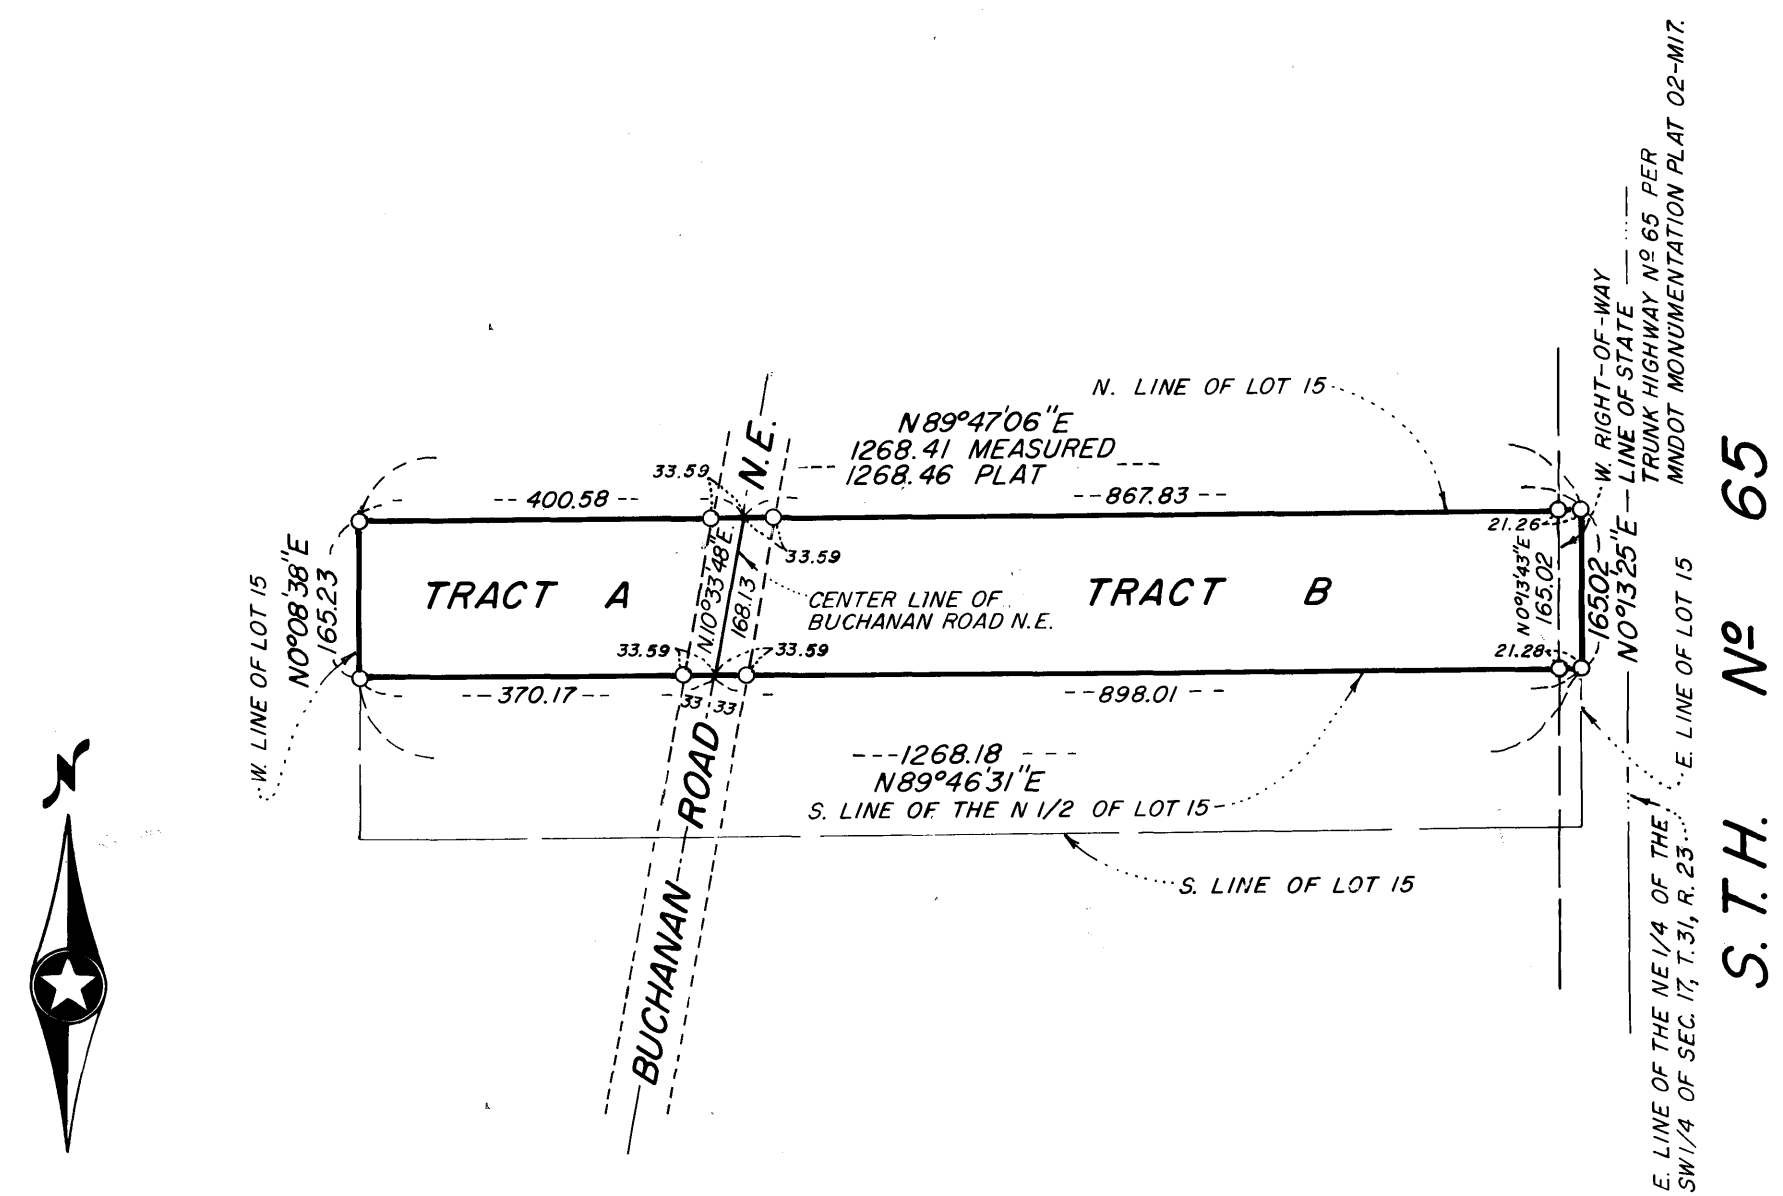 N. LINE OF LOT 15
N 89°47'06"E
1268.41 MEASURED
1268.46 PLAT
33.59
400.58
867.83
N.E.
21.26
33.59
W. LINE OF LOT 15
N0°08'38"E
165.23
TRACT A
N.10°33'48"E
168.13
CENTER LINE OF
BUCHANAN ROAD N.E.
TRACT B
N0°13'43"E
165.02
165.02
N0°13'25"E
33.59
33.59
21.28
370.17
33
33
898.01
1268.18
N89°46'31"E
S. LINE OF THE N 1/2 OF LOT 15
S. LINE OF LOT 15
BUCHANAN ROAD
W. RIGHT-OF-WAY
LINE OF STATE
TRUNK HIGHWAY Nº 65 PER
MNDOT MONUMENTATION PLAT 02-M17.
E. LINE OF LOT 15
E. LINE OF THE NE 1/4 OF THE
SW 1/4 OF SEC. 17, T. 31, R. 23
S.T.H. Nº 65
N